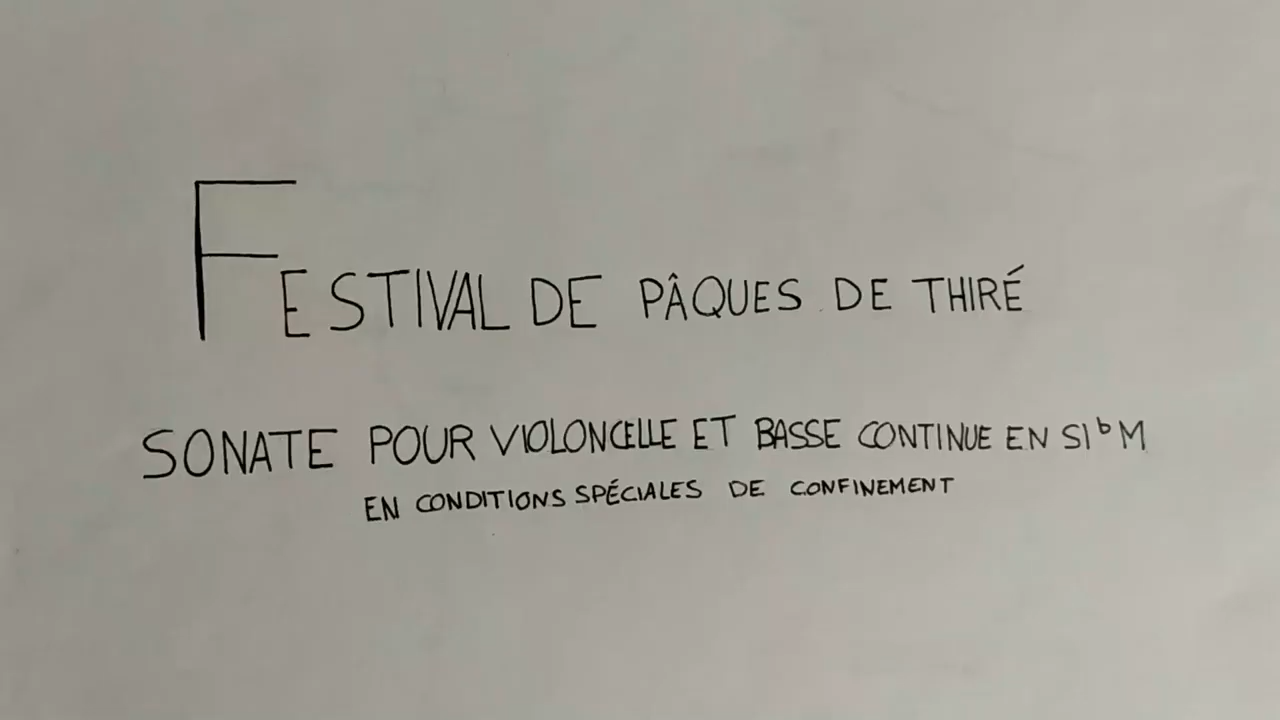 FESTIVAL DE PÂQUES DE THIRÉ
SONATE POUR VIOLONCELLE ET BASSE CONTINUE EN SI♭M
EN CONDITIONS SPÉCIALES DE CONFINEMENT